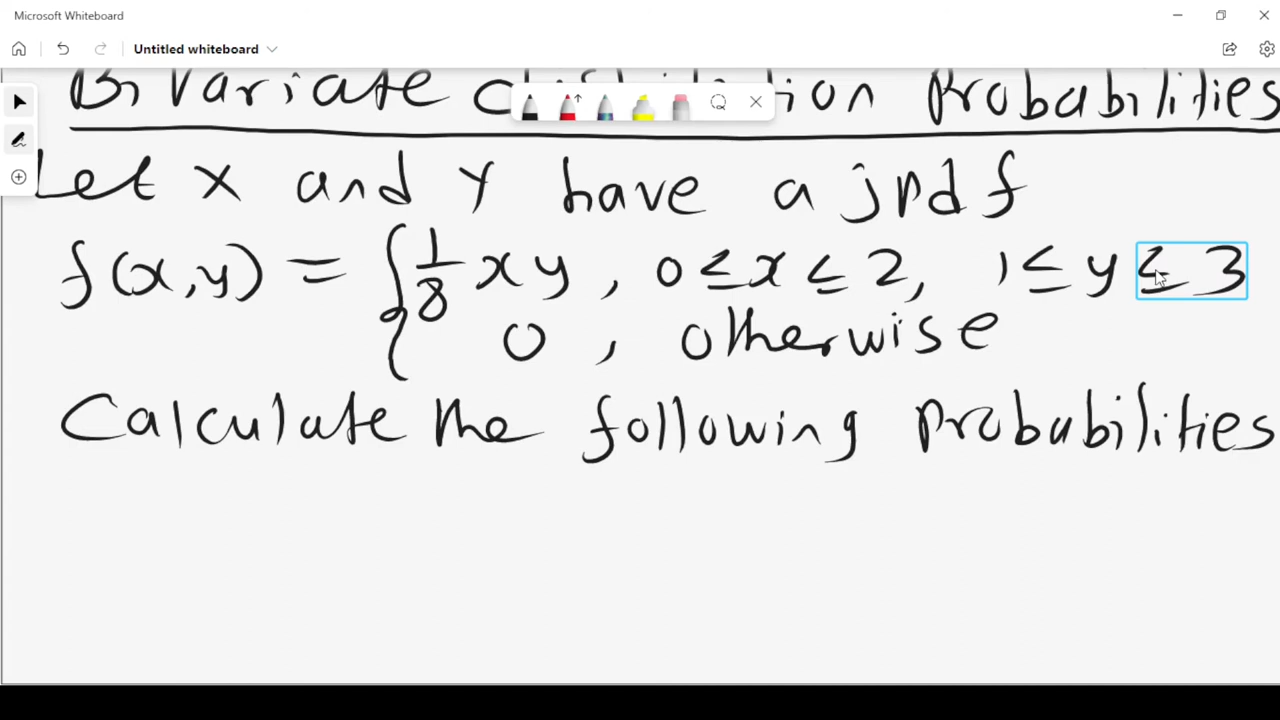 Microsoft Whiteboard
Untitled whiteboard
Bivariate distribution Probabilities
Let X and Y have a jpdf
f(x,y) = { 1/8 xy , 0 ≤ x ≤ 2, 1 ≤ y ≤ 3
0 , otherwise
Calculate the following probabilities